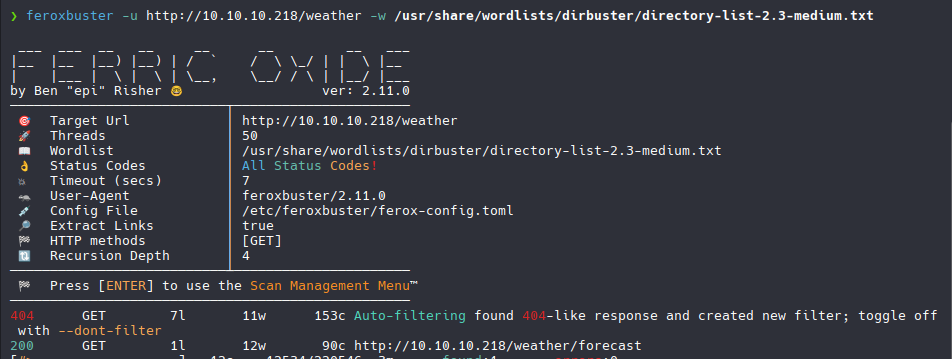 ❯ feroxbuster -u http://10.10.10.218/weather -w /usr/share/wordlists/dirbuster/directory-list-2.3-medium.txt
FERRIC OXIDE
by Ben "epi" Risher 🤓 ver: 2.11.0
🎯 Target Url │ http://10.10.10.218/weather
🚀 Threads │ 50
📖 Wordlist │ /usr/share/wordlists/dirbuster/directory-list-2.3-medium.txt
👌 Status Codes │ All Status Codes!
💥 Timeout (secs) │ 7
🦡 User-Agent │ feroxbuster/2.11.0
💉 Config File │ /etc/feroxbuster/ferox-config.toml
🔎 Extract Links │ true
🏁 HTTP methods │ [GET]
🔃 Recursion Depth │ 4
🏁 Press [ENTER] to use the Scan Management Menu™
404 GET 7l 11w 153c Auto-filtering found 404-like response and created new filter; toggle off
with --dont-filter
200 GET 1l 12w 90c http://10.10.10.218/weather/forecast